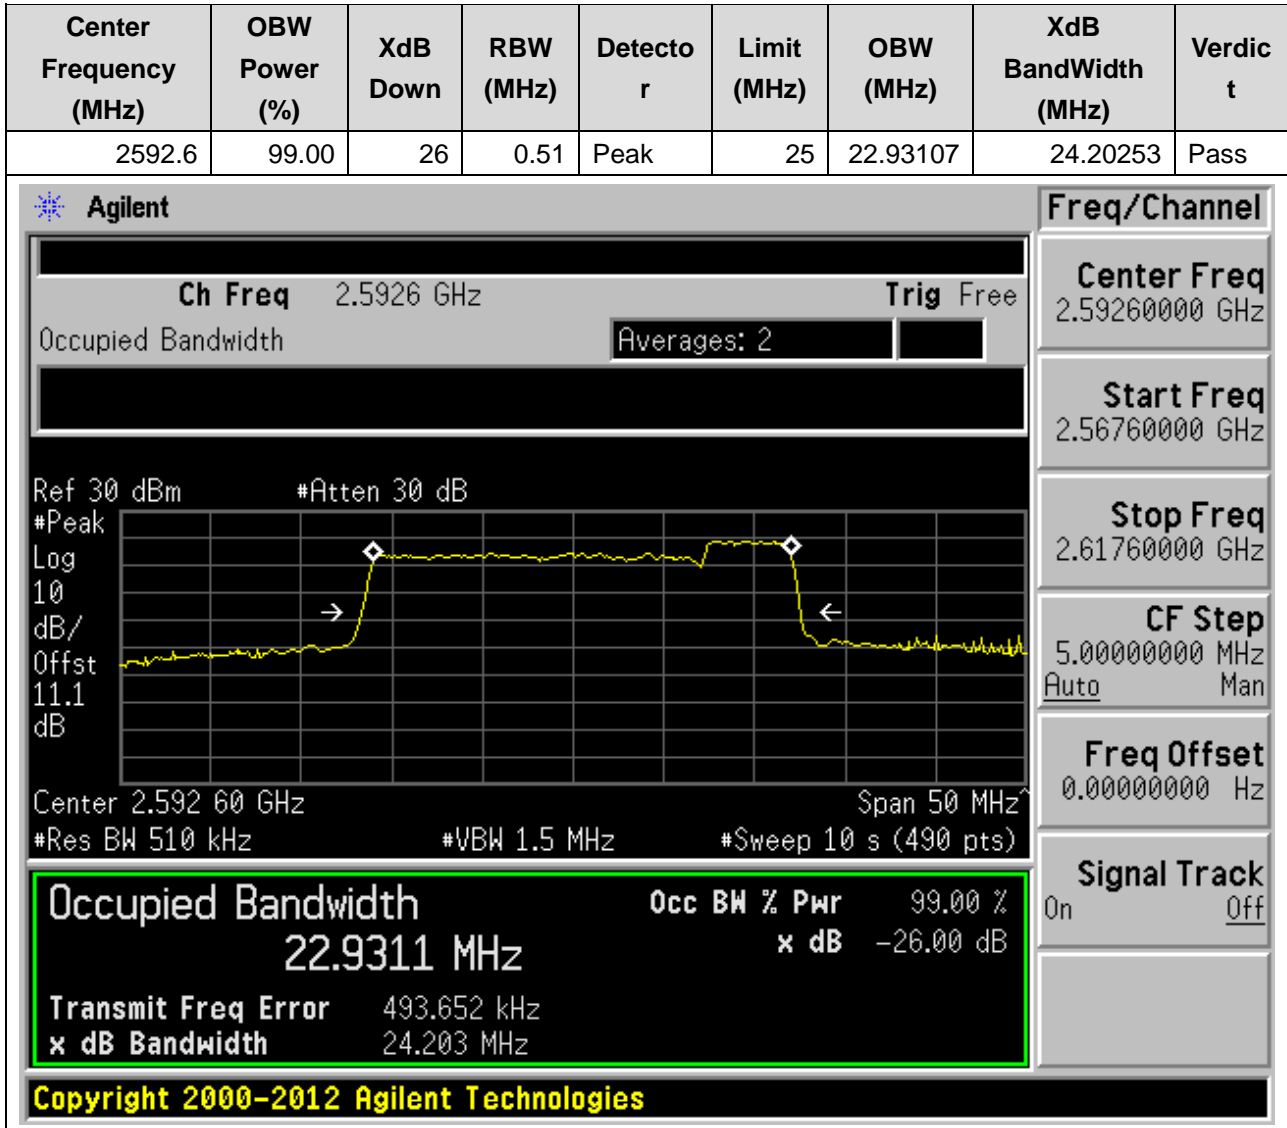 Center Frequency (MHz) OBW Power (%) XdB Down RBW (MHz) Detector Limit (MHz) OBW (MHz) XdB BandWidth (MHz) Verdict
2592.6 99.00 26 0.51 Peak 25 22.93107 24.20253 Pass
Agilent
Freq/Channel
Ch Freq 2.5926 GHz Trig Free
Occupied Bandwidth Averages: 2
Center Freq
2.59260000 GHz
Start Freq
2.56760000 GHz
Stop Freq
2.61760000 GHz
CF Step
5.00000000 MHz
Auto Man
Freq Offset
0.00000000 Hz
Signal Track
On Off
Ref 30 dBm #Atten 30 dB
#Peak
Log
10
dB/
Offst
11.1
dB
Center 2.592 60 GHz Span 50 MHz^
#Res BW 510 kHz #VBW 1.5 MHz #Sweep 10 s (490 pts)
Occupied Bandwidth Occ BW % Pwr 99.00 %
22.9311 MHz x dB -26.00 dB
Transmit Freq Error 493.652 kHz
x dB Bandwidth 24.203 MHz
Copyright 2000-2012 Agilent Technologies